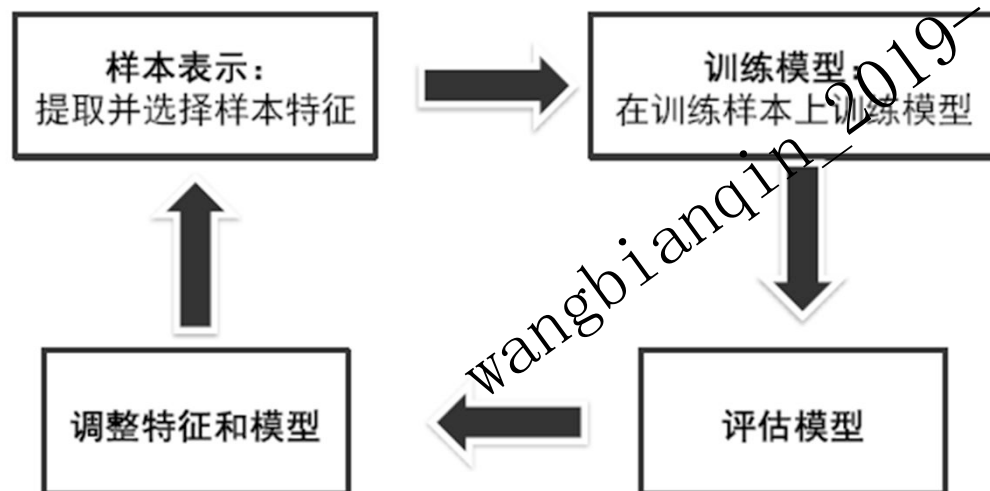 样本表示：
提取并选择样本特征
训练模型：
在训练样本上训练模型
wangbianqin_2019-
调整特征和模型
评估模型